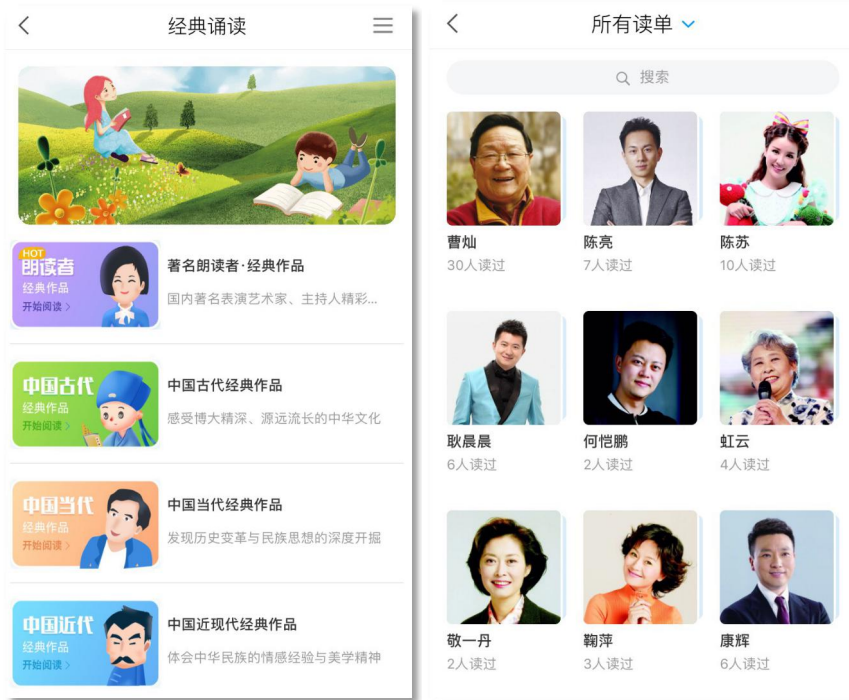 经典诵读
HOT
朗读者
经典作品
开始阅读
著名朗读者·经典作品
国内著名表演艺术家、主持人精彩...
中国古代
经典作品
开始阅读
中国古代经典作品
感受博大精深、源远流长的中华文化
中国当代
经典作品
开始阅读
中国当代经典作品
发现历史变革与民族思想的深度开掘
中国近代
经典作品
开始阅读
中国近现代经典作品
体会中华民族的情感经验与美学精神
所有读单
搜索
曹灿 陈亮 陈苏
30人读过 7人读过 10人读过
耿晨晨 何恺鹏 虹云
6人读过 2人读过 4人读过
敬一丹 鞠萍 康辉
2人读过 3人读过 6人读过